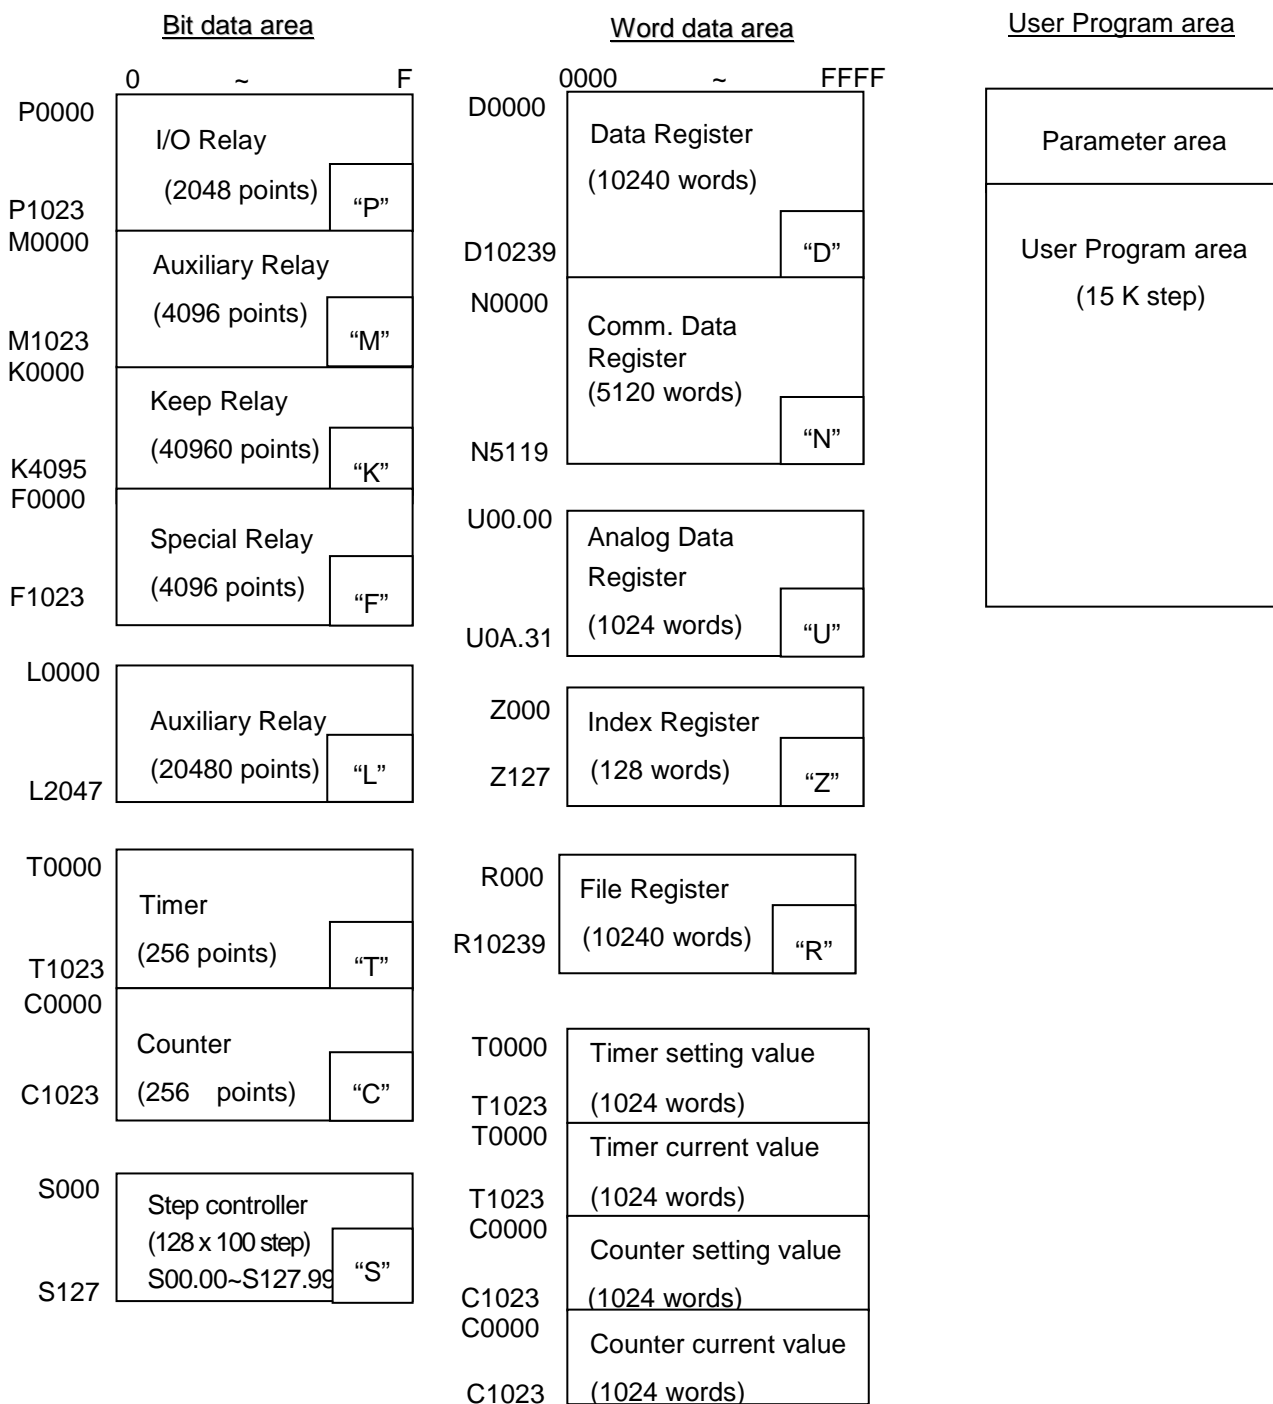 Bit data area
0 ~ F
P0000
I/O Relay
(2048 points)
“P”
P1023
M0000
Auxiliary Relay
(4096 points)
“M”
M1023
K0000
Keep Relay
(40960 points)
“K”
K4095
F0000
Special Relay
(4096 points)
“F”
F1023
L0000
Auxiliary Relay
(20480 points)
“L”
L2047
T0000
Timer
(256 points)
“T”
T1023
C0000
Counter
(256 points)
“C”
C1023
S000
Step controller
(128 x 100 step)
S00.00~S127.99
“S”
S127
Word data area
0000 ~ FFFF
D0000
Data Register
(10240 words)
“D”
D10239
N0000
Comm. Data
Register
(5120 words)
“N”
N5119
U00.00
Analog Data
Register
(1024 words)
“U”
U0A.31
Z000
Index Register
(128 words)
“Z”
Z127
R000
File Register
(10240 words)
“R”
R10239
T0000
Timer setting value
T1023
(1024 words)
T0000
Timer current value
T1023
(1024 words)
C0000
Counter setting value
C1023
(1024 words)
C0000
Counter current value
C1023
(1024 words)
User Program area
Parameter area
User Program area
(15 K step)